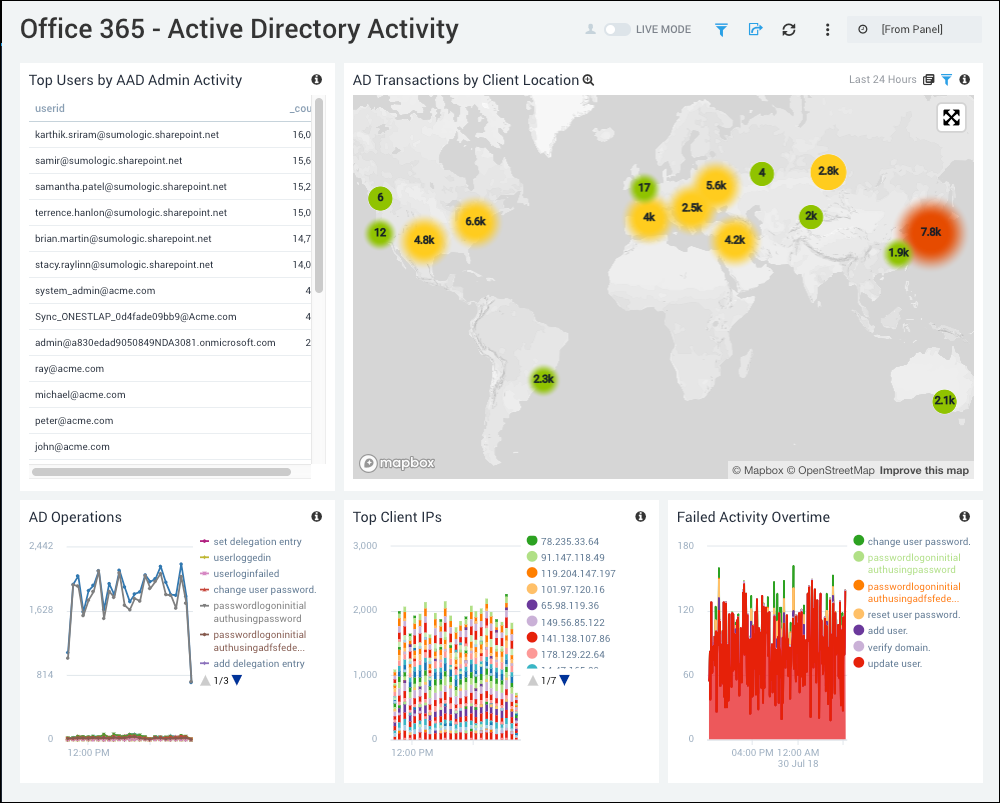 Office 365 - Active Directory Activity
LIVE MODE
[From Panel]
Top Users by AAD Admin Activity
userid
_cou
karthik.sriram@sumologic.sharepoint.net
16,0
samir@sumologic.sharepoint.net
15,6
samantha.patel@sumologic.sharepoint.net
15,2
terrence.hanlon@sumologic.sharepoint.net
15,0
brian.martin@sumologic.sharepoint.net
14,7
stacy.raylinn@sumologic.sharepoint.net
14,0
system_admin@acme.com
4
Sync_ONESTLAP_0d4fade09bb9@Acme.com
4
admin@a830edad9050849NDA3081.onmicrosoft.com
2
ray@acme.com
michael@acme.com
peter@acme.com
john@acme.com
AD Transactions by Client Location
Last 24 Hours
6
12
4.8k
6.6k
17
4k
2.5k
5.6k
4.2k
4
2.8k
2k
1.9k
7.8k
2.3k
2.1k
mapbox
© Mapbox © OpenStreetMap Improve this map
AD Operations
2,442
1,628
814
0
12:00 PM
set delegation entry
userloggedin
userloginfailed
change user password.
passwordlogoninitial
authusingpassword
passwordlogoninitial
authusingadfsfede...
add delegation entry
1/3
Top Client IPs
3,000
2,000
1,000
0
12:00 PM
78.235.33.64
91.147.118.49
119.204.147.197
101.97.120.16
65.98.119.36
149.56.85.122
141.138.107.86
178.129.22.64
1/7
Failed Activity Overtime
180
120
60
0
04:00 PM 12:00 AM
30 Jul 18
change user password.
passwordlogoninitial
authusingpassword
passwordlogoninitial
authusingadfsfede...
reset user password.
add user.
verify domain.
update user.